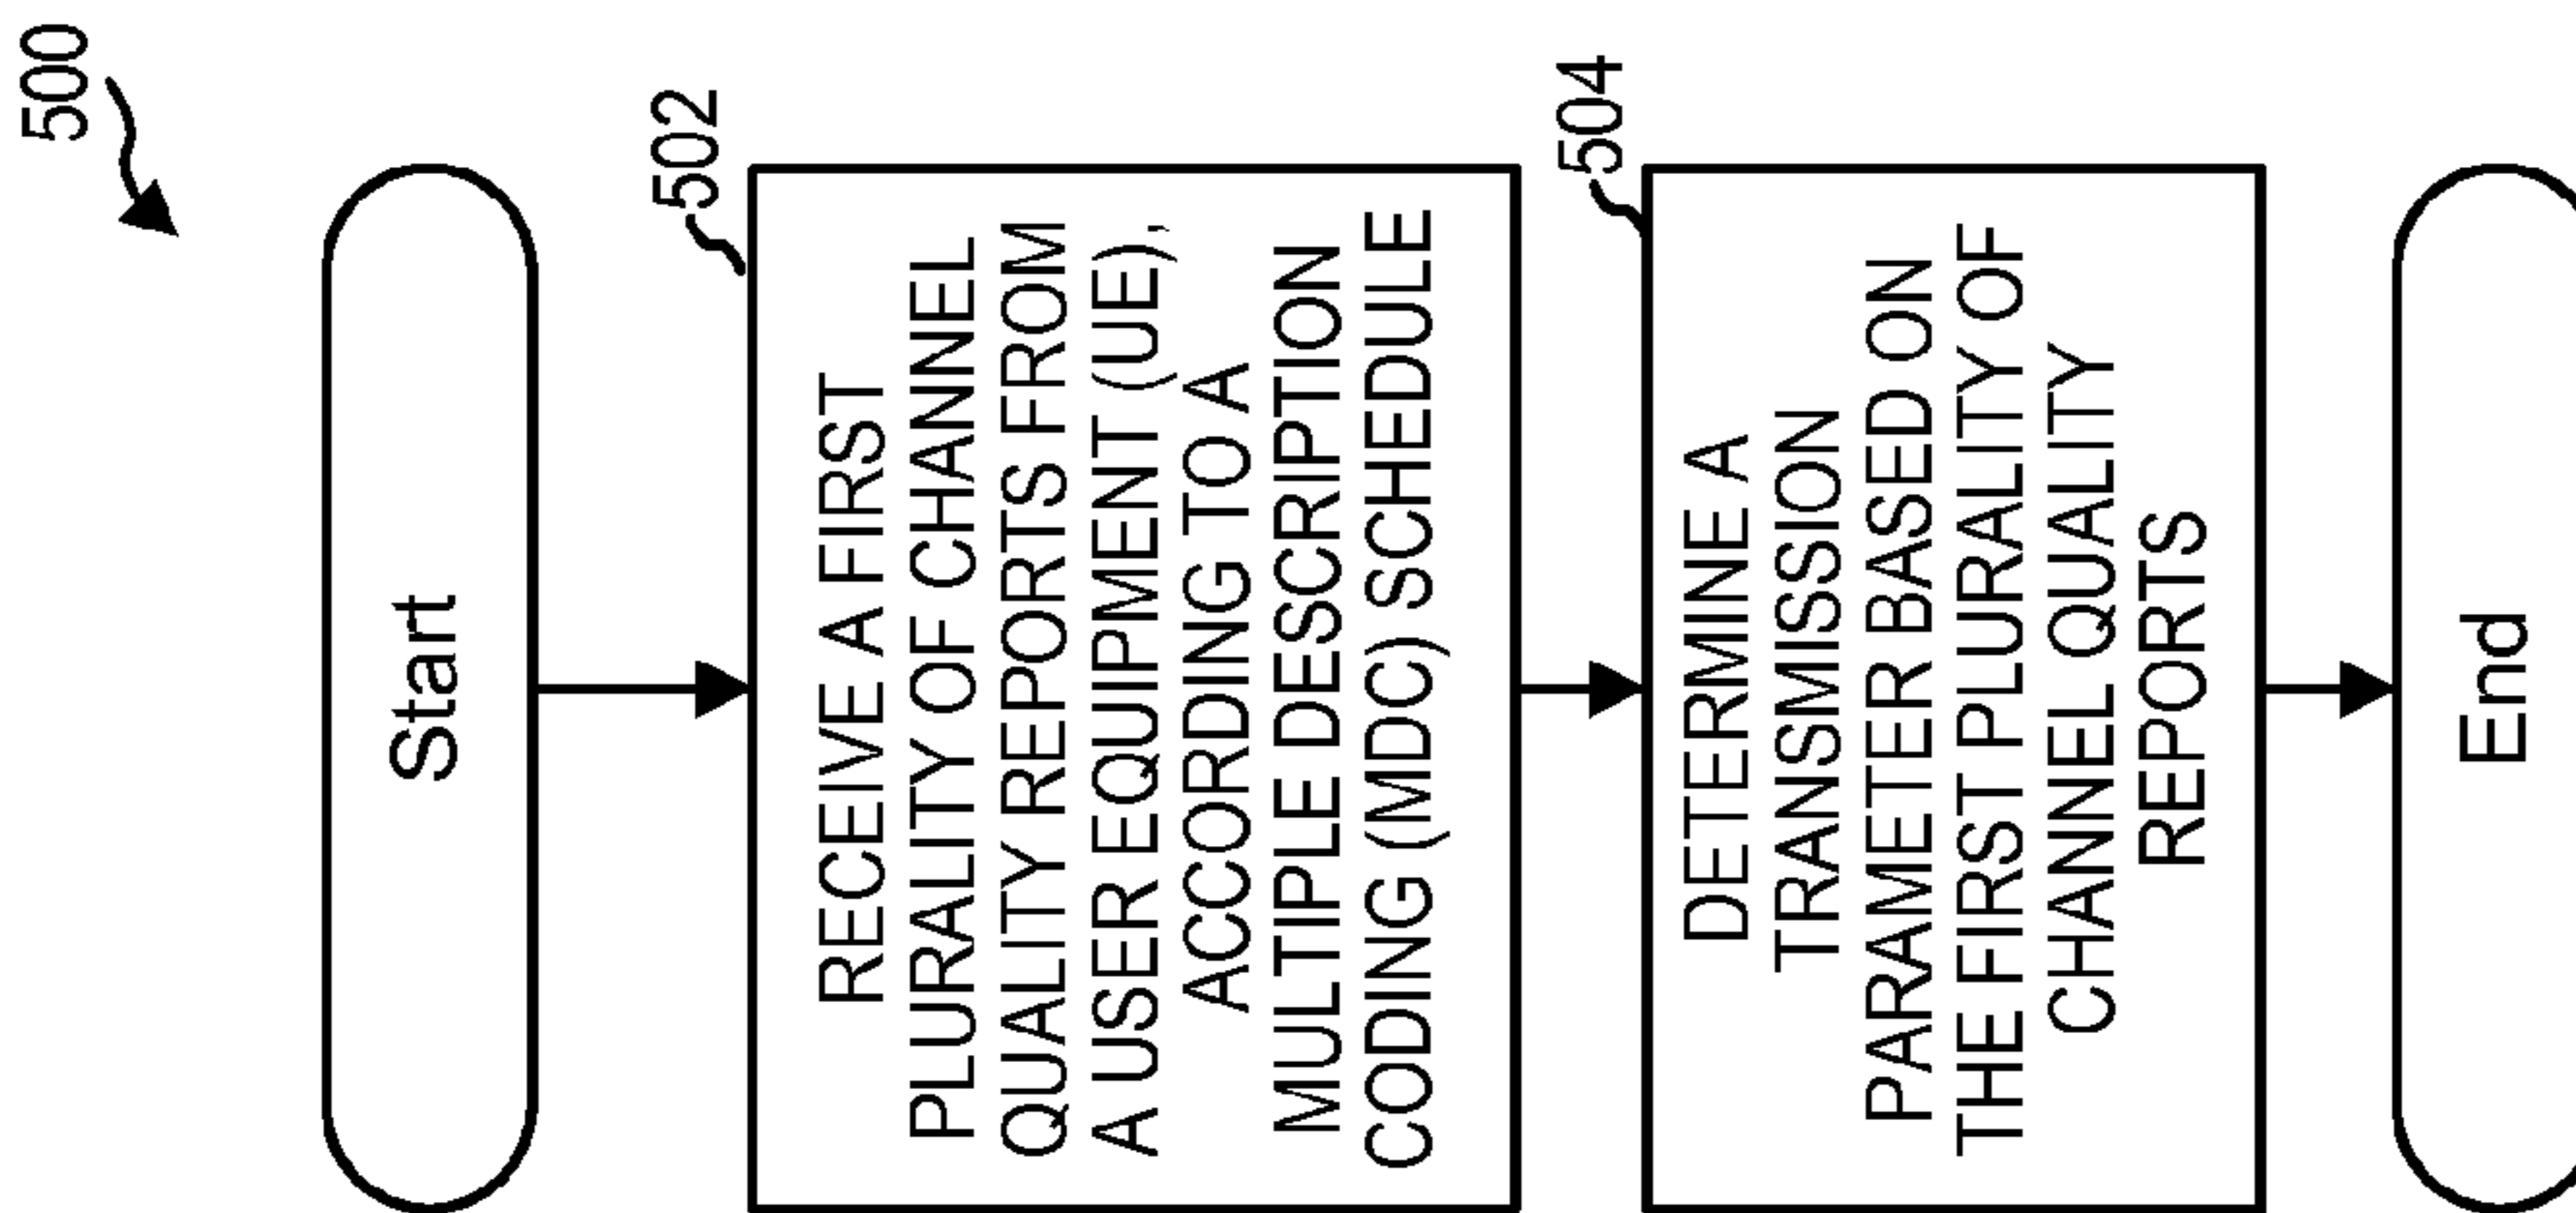 500
Start
502
RECEIVE A FIRST
PLURALITY OF CHANNEL
QUALITY REPORTS FROM
A USER EQUIPMENT (UE),
ACCORDING TO A
MULTIPLE DESCRIPTION
CODING (MDC) SCHEDULE
504
DETERMINE A
TRANSMISSION
PARAMETER BASED ON
THE FIRST PLURALITY OF
CHANNEL QUALITY
REPORTS
End